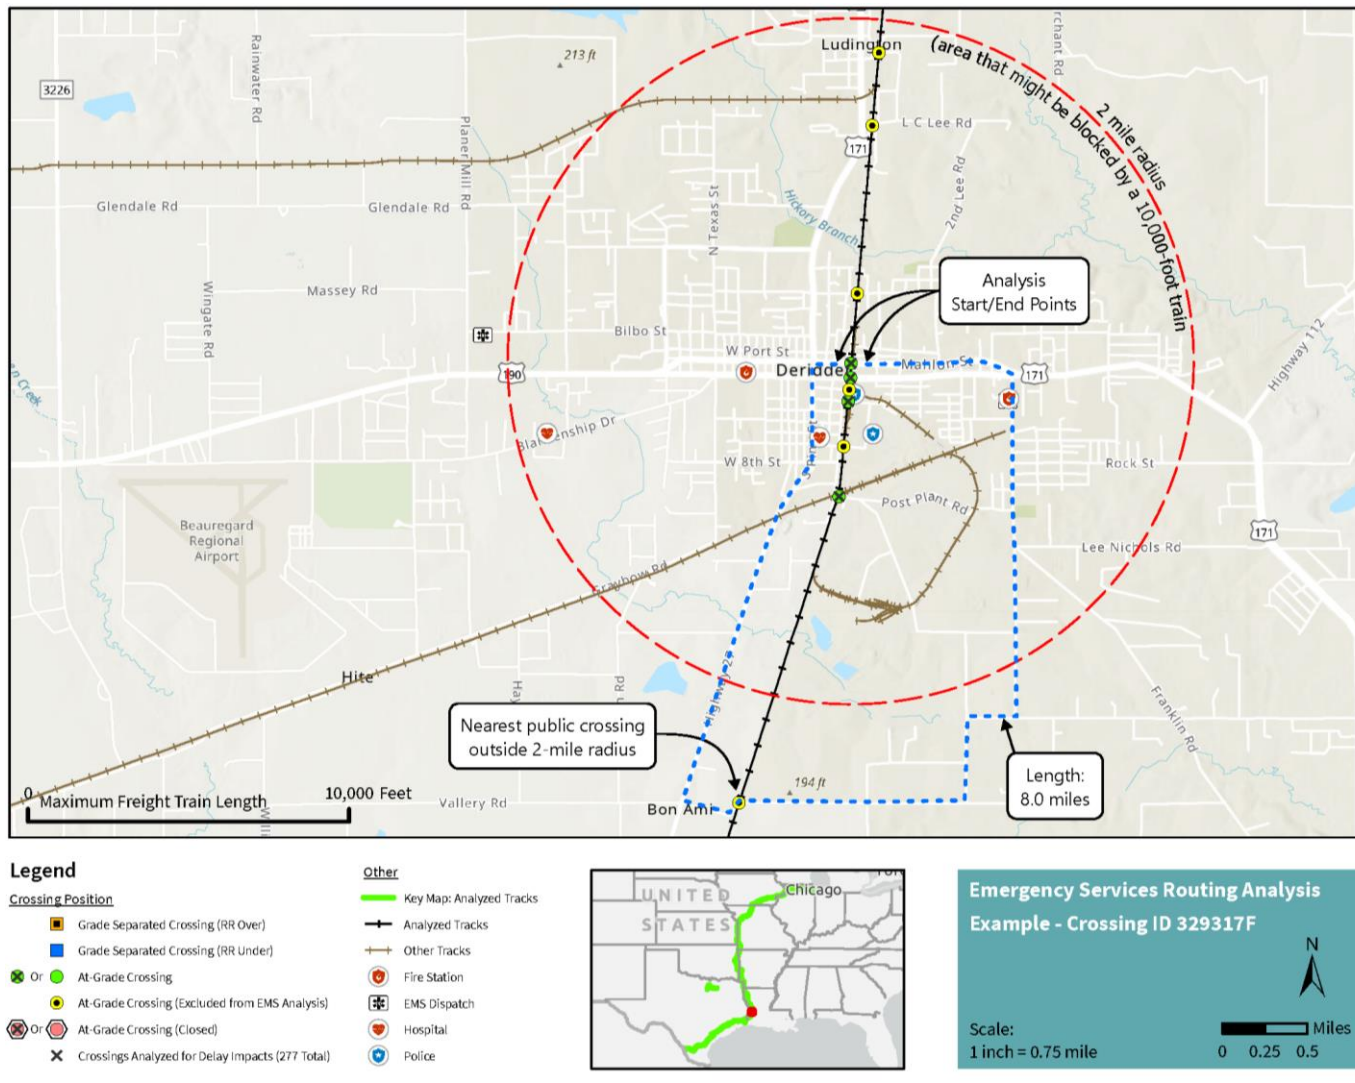 Ludington
(area that might be blocked by a 10,000-foot train
2 mile radius
213 ft
3226
Rainwater Rd
Planer Mill Rd
L C Lee Rd
171
2nd Lee Rd
Hickory Branch
N Texas St
Glendale Rd
Glendale Rd
Wingate Rd
Massey Rd
Analysis
Start/End Points
Bilbo St
W Port St
Mahlon St
Deridder
190
171
Highway 112
W 8th St
Rock St
Post Plant Rd
Beauregard
Regional
Airport
171
Lee Nichols Rd
Hite
Franklin Rd
Nearest public crossing
outside 2-mile radius
Length:
8.0 miles
194 ft
0
Maximum Freight Train Length
10,000 Feet
Vallery Rd
Bon Ami
Legend
Crossing Position
Grade Separated Crossing (RR Over)
Grade Separated Crossing (RR Under)
Or
At-Grade Crossing
At-Grade Crossing (Excluded from EMS Analysis)
Or
At-Grade Crossing (Closed)
Crossings Analyzed for Delay Impacts (277 Total)
Other
Key Map: Analyzed Tracks
Analyzed Tracks
Other Tracks
Fire Station
EMS Dispatch
Hospital
Police
UNITED
STATES
Chicago
Emergency Services Routing Analysis
Example - Crossing ID 329317F
N
Scale:
1 inch = 0.75 mile
Miles
0 0.25 0.5